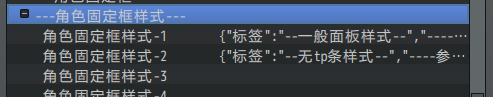 ---角色固定框样式---
角色固定框样式-1 {"标签":"--一般面板样式--","----…
角色固定框样式-2 {"标签":"--无tp条样式--","----参…
角色固定框样式-3
角色固定框样式-4